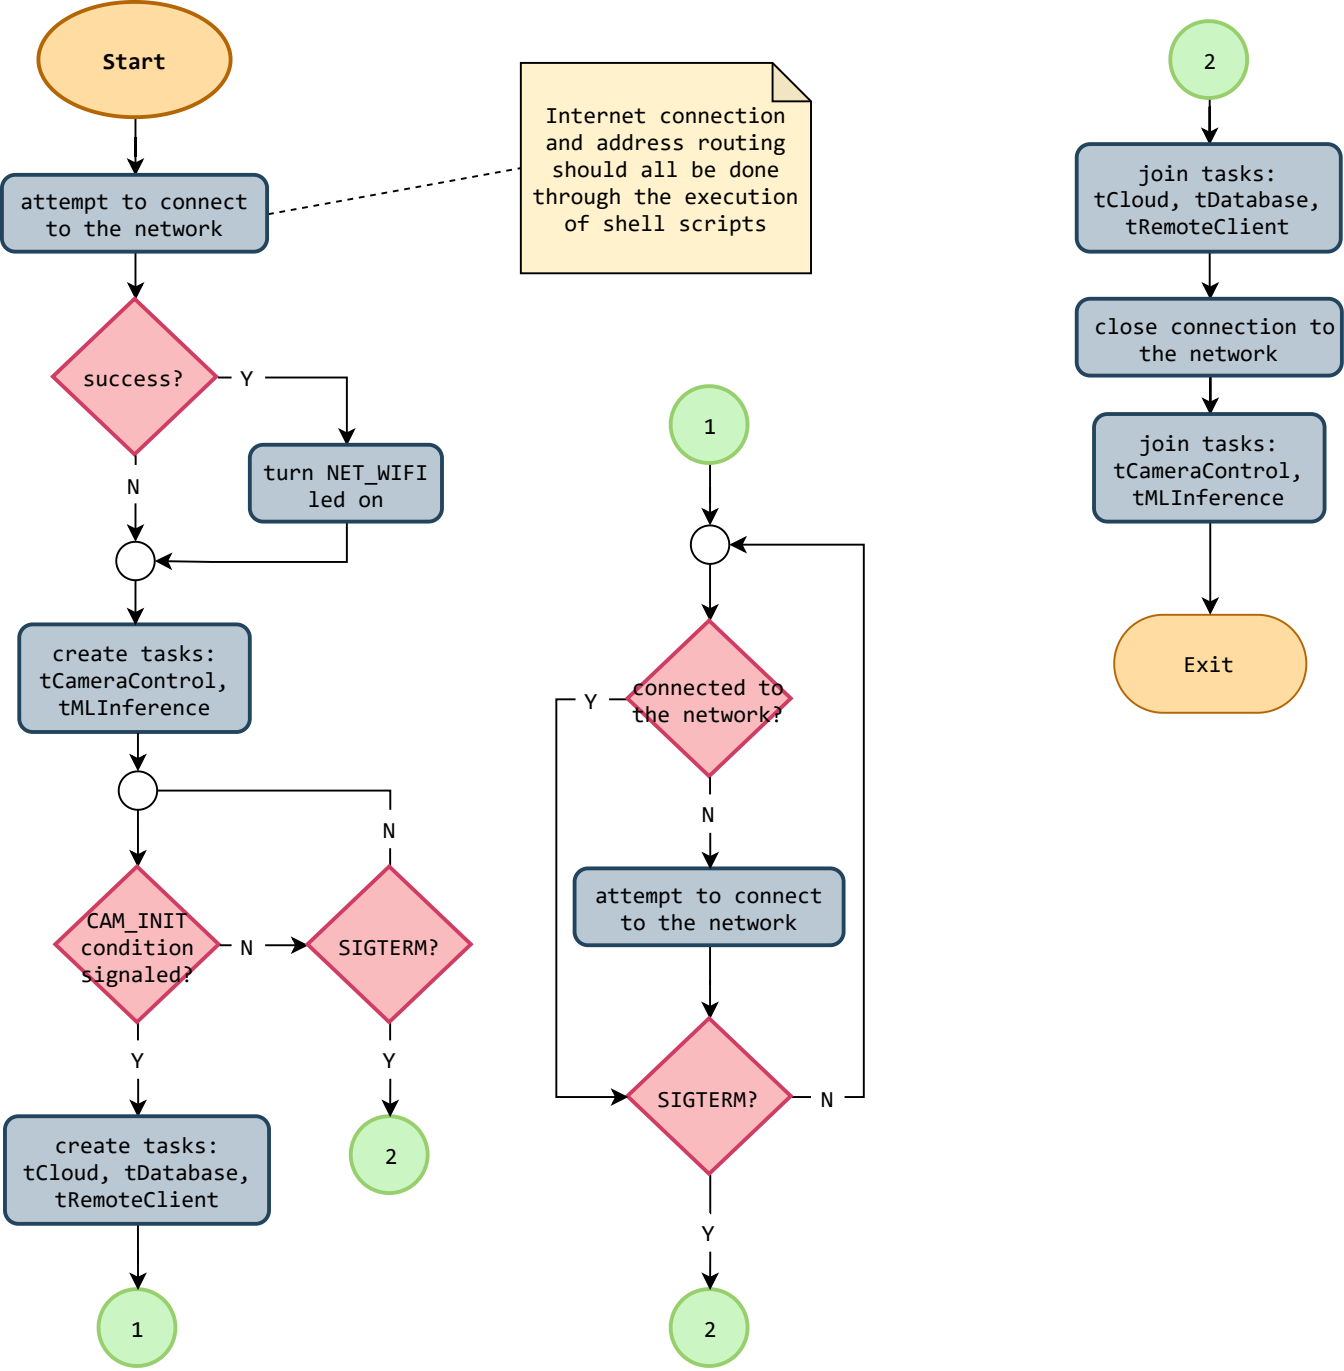 Start
attempt to connect
to the network
Internet connection
and address routing
should all be done
through the execution
of shell scripts
success?
Y
N
turn NET_WIFI
led on
create tasks:
tCameraControl,
tMLInference
CAM_INIT
condition
signaled?
N
SIGTERM?
N
Y
Y
2
create tasks:
tCloud, tDatabase,
tRemoteClient
1
1
connected to
the network?
Y
N
attempt to connect
to the network
SIGTERM?
N
Y
2
2
join tasks:
tCloud, tDatabase,
tRemoteClient
close connection to
the network
join tasks:
tCameraControl,
tMLInference
Exit